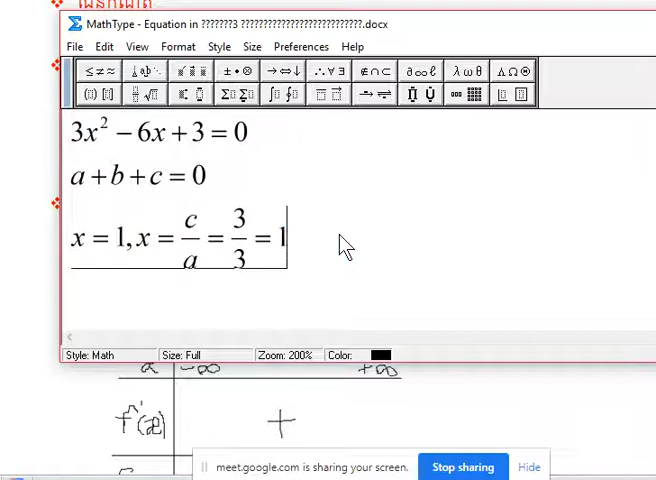 MathType - Equation in ???????3 ???????????????????????????.docx
File Edit View Format Style Size Preferences Help
3x² − 6x + 3 = 0
a + b + c = 0
x = 1, x = c/a = 3/3 = 1
Style: Math Size: Full Zoom: 200% Color:
−∞ +∞
f'(x) +
meet.google.com is sharing your screen. Stop sharing Hide